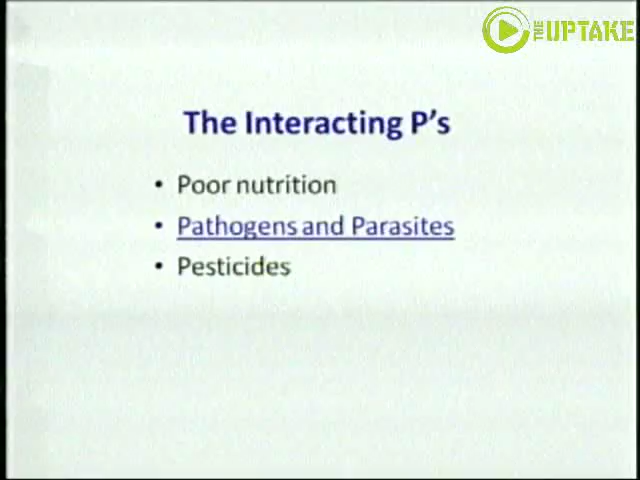 THE UPTAKE
The Interacting P's
• Poor nutrition
• Pathogens and Parasites
• Pesticides